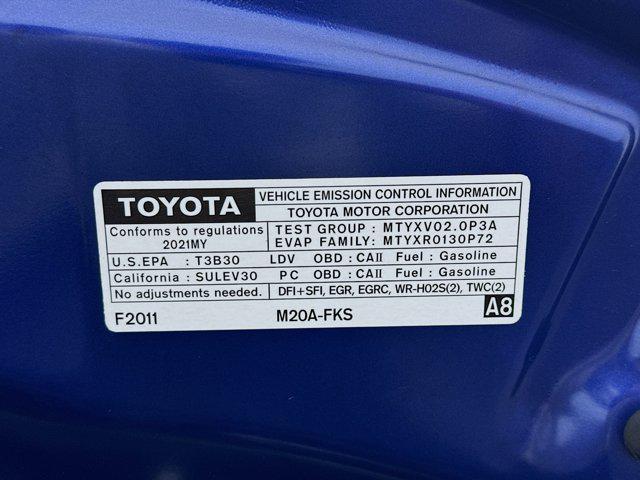 TOYOTA
VEHICLE EMISSION CONTROL INFORMATION
TOYOTA MOTOR CORPORATION
Conforms to regulations
2021MY
TEST GROUP : MTYXV02.0P3A
EVAP FAMILY: MTYXR0130P72
U.S.EPA : T3B30 LDV OBD : CAII Fuel : Gasoline
California : SULEV30 PC OBD : CAII Fuel : Gasoline
No adjustments needed. DFI+SFI, EGR, EGRC, WR-HO2S(2), TWC(2)
F2011 M20A-FKS A8